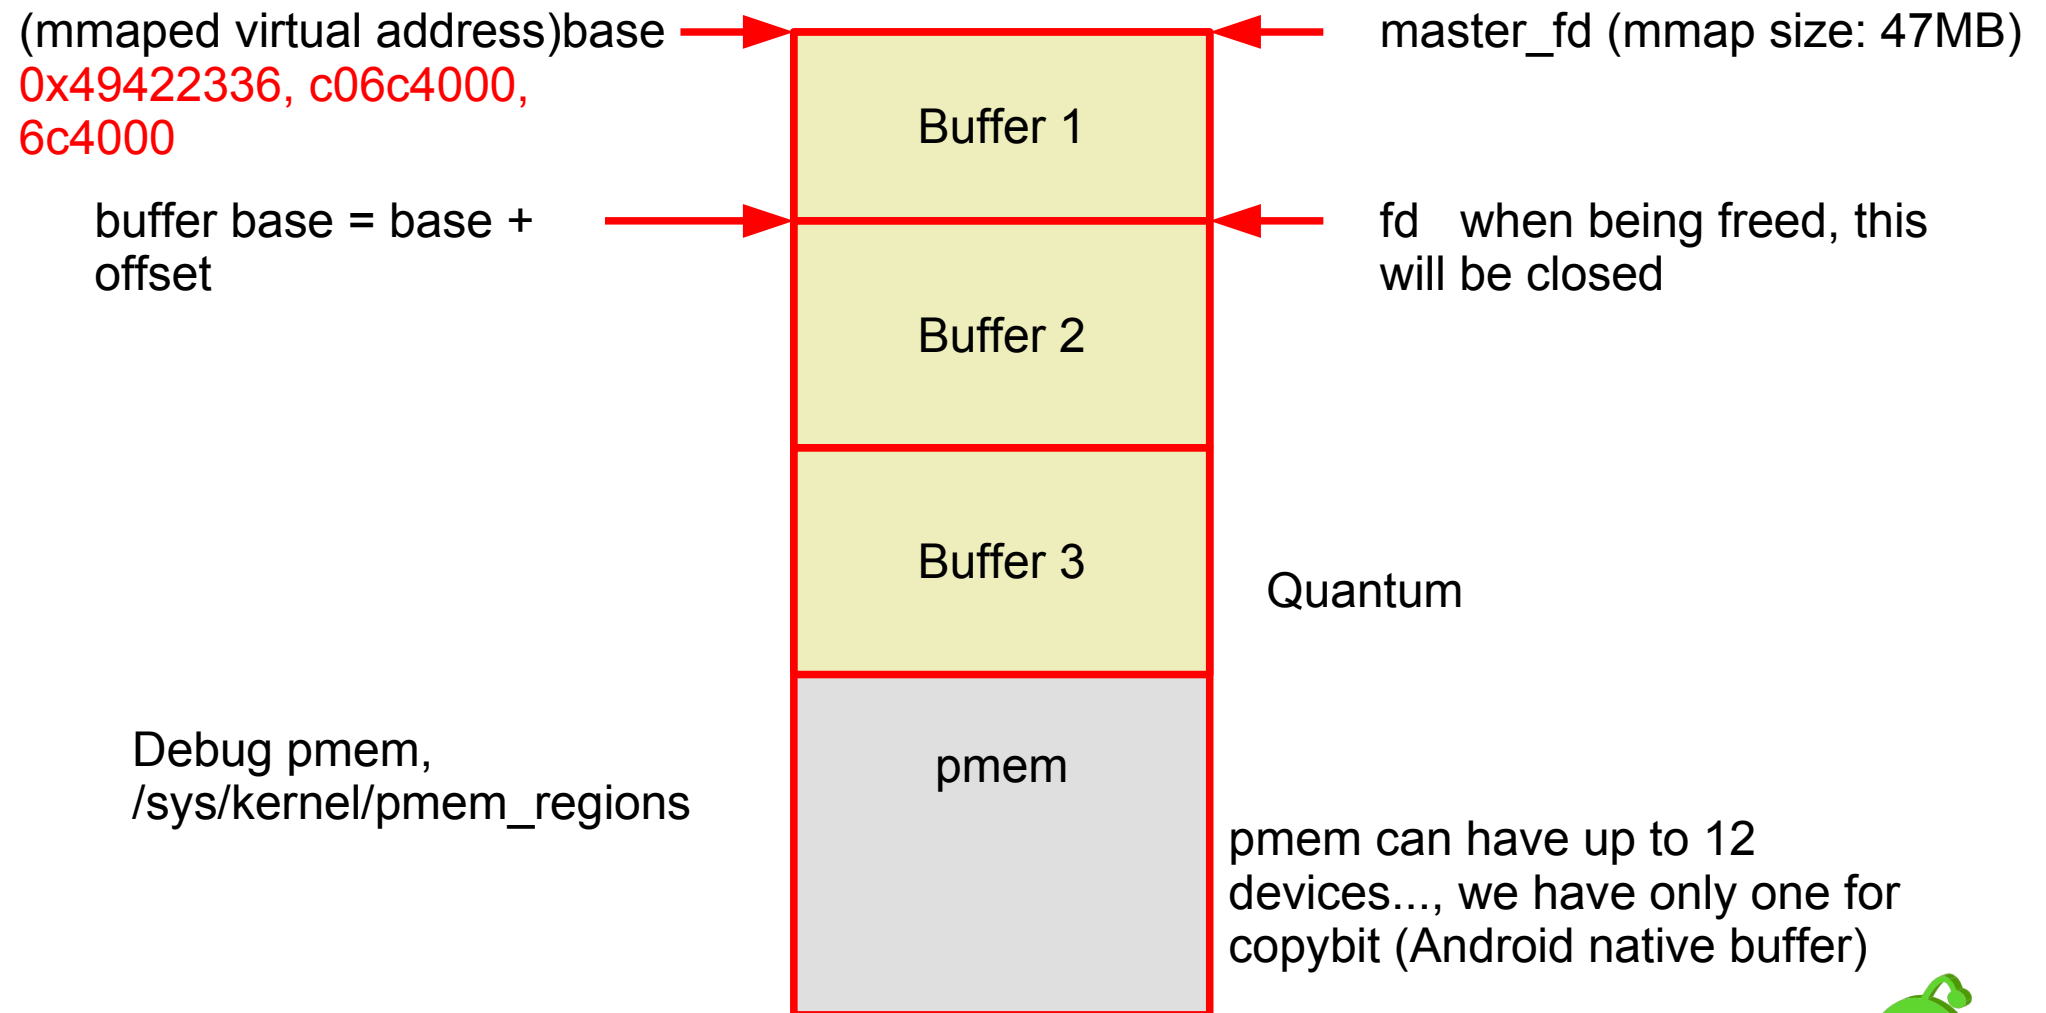 (mmaped virtual address)base
0x49422336, c06c4000,
6c4000
master_fd (mmap size: 47MB)
Buffer 1
buffer base = base +
offset
fd when being freed, this
will be closed
Buffer 2
Buffer 3
Quantum
Debug pmem,
/sys/kernel/pmem_regions
pmem
pmem can have up to 12
devices..., we have only one for
copybit (Android native buffer)